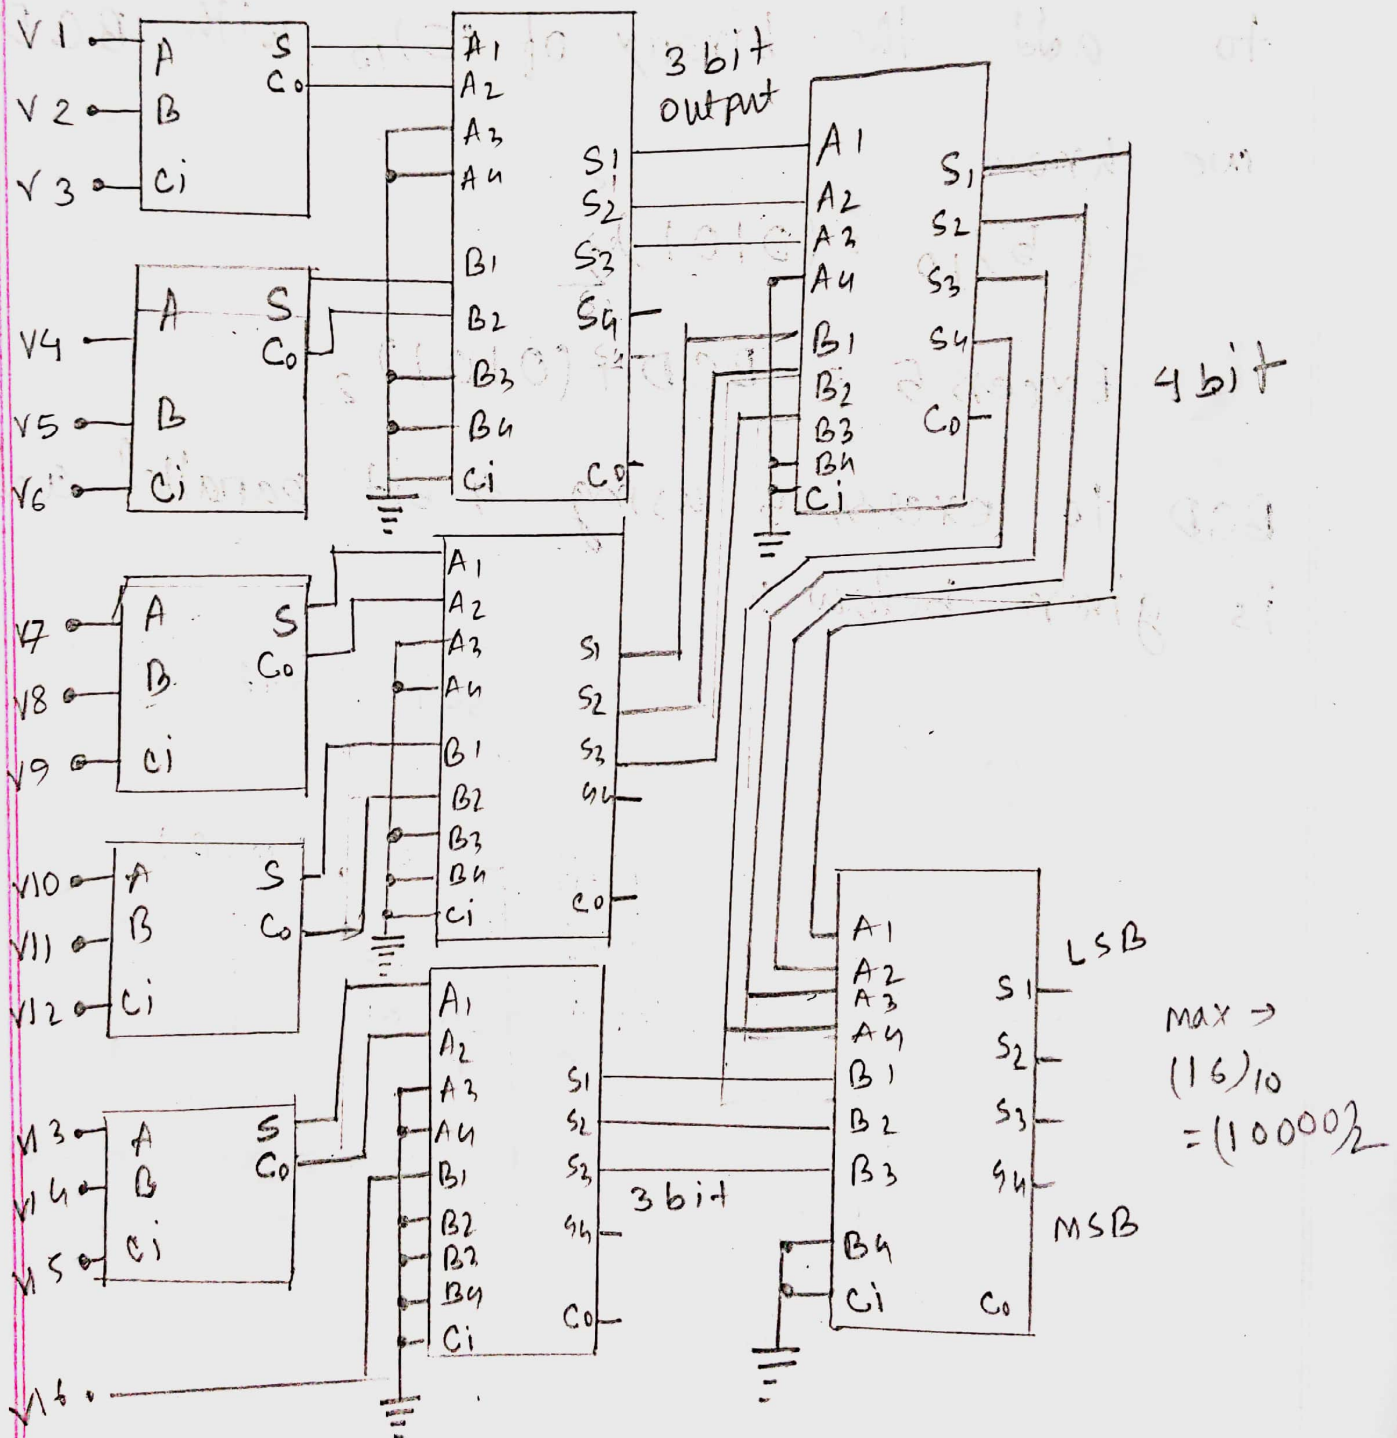 V1
V2
V3
A
B
Ci
S
Co
V4
V5
V6
A
B
Ci
S
Co
V7
V8
V9
A
B
Ci
S
Co
V10
V11
V12
A
B
Ci
S
Co
V13
V14
V15
A
B
Ci
S
Co
V16
A1
A2
A3
A4
B1
B2
B3
B4
Ci
S1
S2
S3
S4
Co
A1
A2
A3
A4
B1
B2
B3
B4
Ci
S1
S2
S3
S4
Co
A1
A2
A3
A4
B1
B2
B3
B4
Ci
S1
S2
S3
S4
Co
3 bit
output
3 bit
A1
A2
A3
A4
B1
B2
B3
B4
Ci
S1
S2
S3
S4
Co
4 bit
A1
A2
A3
A4
B1
B2
B3
B4
Ci
S1
S2
S3
S4
Co
LSB
MSB
max →
(16)10
=(10000)2